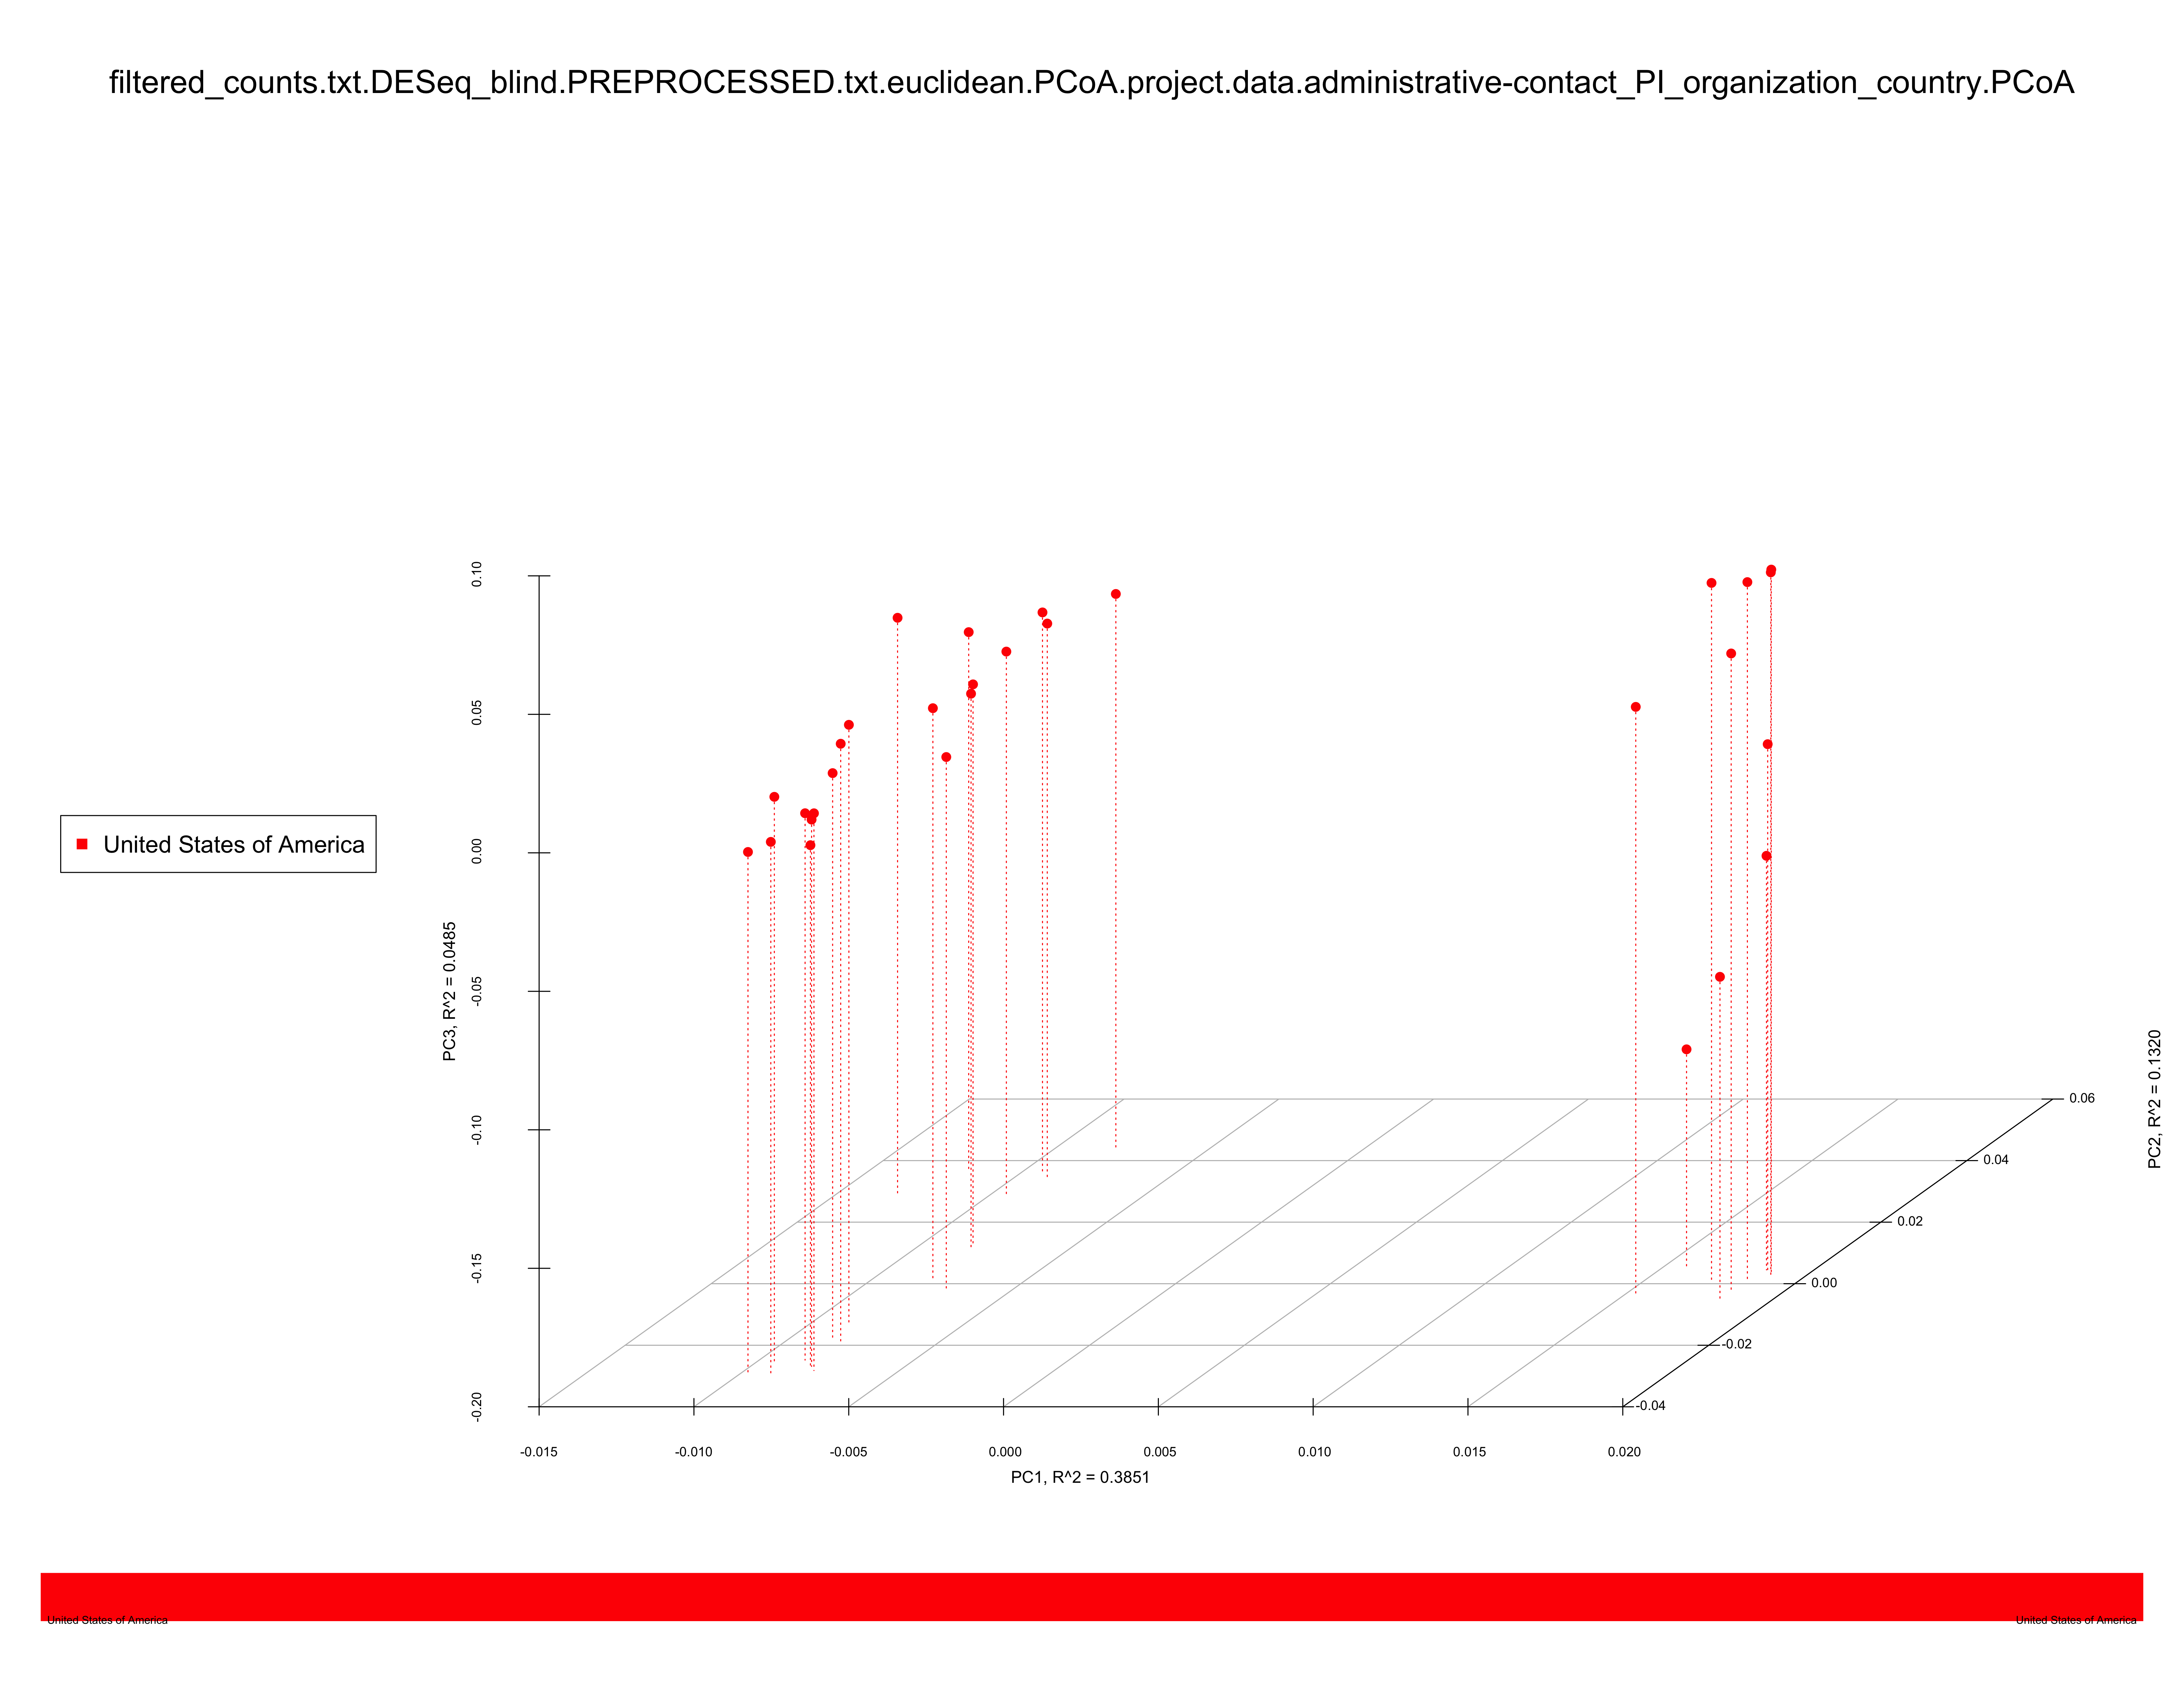 filtered_counts.txt.DESeq_blind.PREPROCESSED.txt.euclidean.PCoA.project.data.administrative-contact_PI_organization_country.PCoA
United States of America
PC3, R^2 = 0.0485
0.10
0.05
0.00
-0.05
-0.10
-0.15
-0.20
PC2, R^2 = 0.1320
0.06
0.04
0.02
0.00
-0.02
-0.04
-0.015 -0.010 -0.005 0.000 0.005 0.010 0.015 0.020
PC1, R^2 = 0.3851
United States of America United States of America